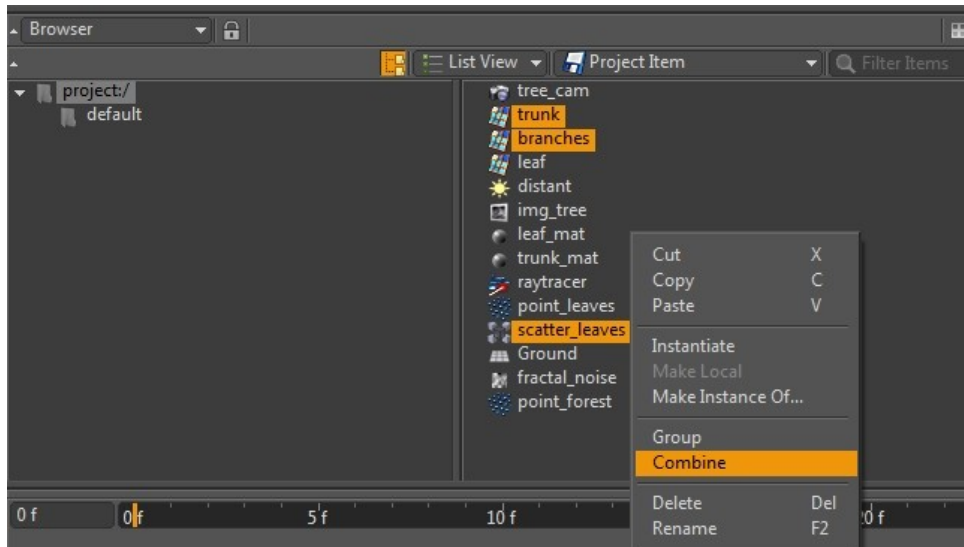 Browser
List View Project Item Filter Items
project:/
default
tree_cam
trunk
branches
leaf
distant
img_tree
leaf_mat
trunk_mat
raytracer
point_leaves
scatter_leaves
Ground
fractal_noise
point_forest
Cut X
Copy C
Paste V
Instantiate
Make Local
Make Instance Of...
Group
Combine
Delete Del
Rename F2
0 f 0 f 5 f 10 f 20 f